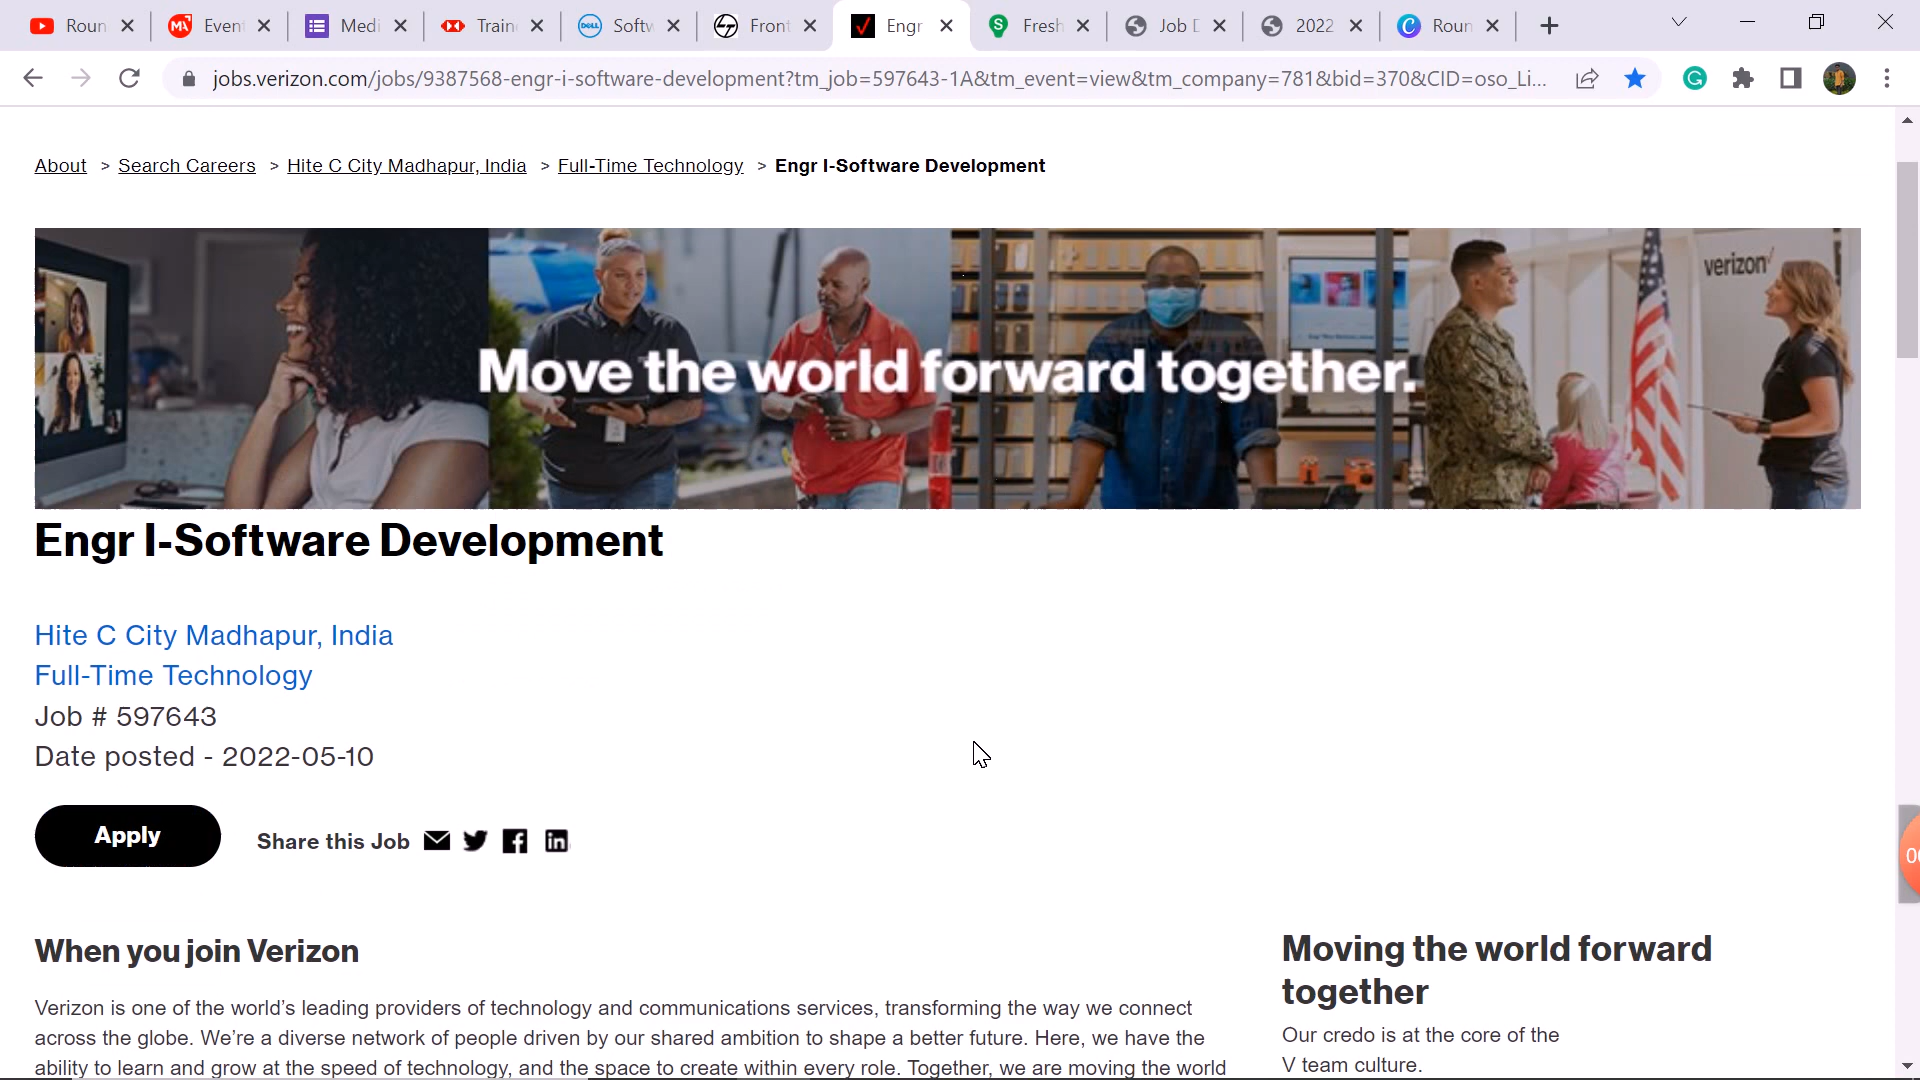 Roun
Even
Medi
Train
DELL
Softw
Front
Engr
Fresh
Job D
2022
Roun
jobs.verizon.com/jobs/9387568-engr-i-software-development?tm_job=597643-1A&tm_event=view&tm_company=781&bid=370&CID=oso_Li...
About > Search Careers > Hite C City Madhapur, India > Full-Time Technology > Engr I-Software Development
verizon
Move the world forward together.
Engr I-Software Development
Hite C City Madhapur, India
Full-Time Technology
Job # 597643
Date posted - 2022-05-10
Apply
Share this Job
When you join Verizon
Verizon is one of the world’s leading providers of technology and communications services, transforming the way we connect
across the globe. We’re a diverse network of people driven by our shared ambition to shape a better future. Here, we have the
ability to learn and grow at the speed of technology, and the space to create within every role. Together, we are moving the world
Moving the world forward
together
Our credo is at the core of the
V team culture.